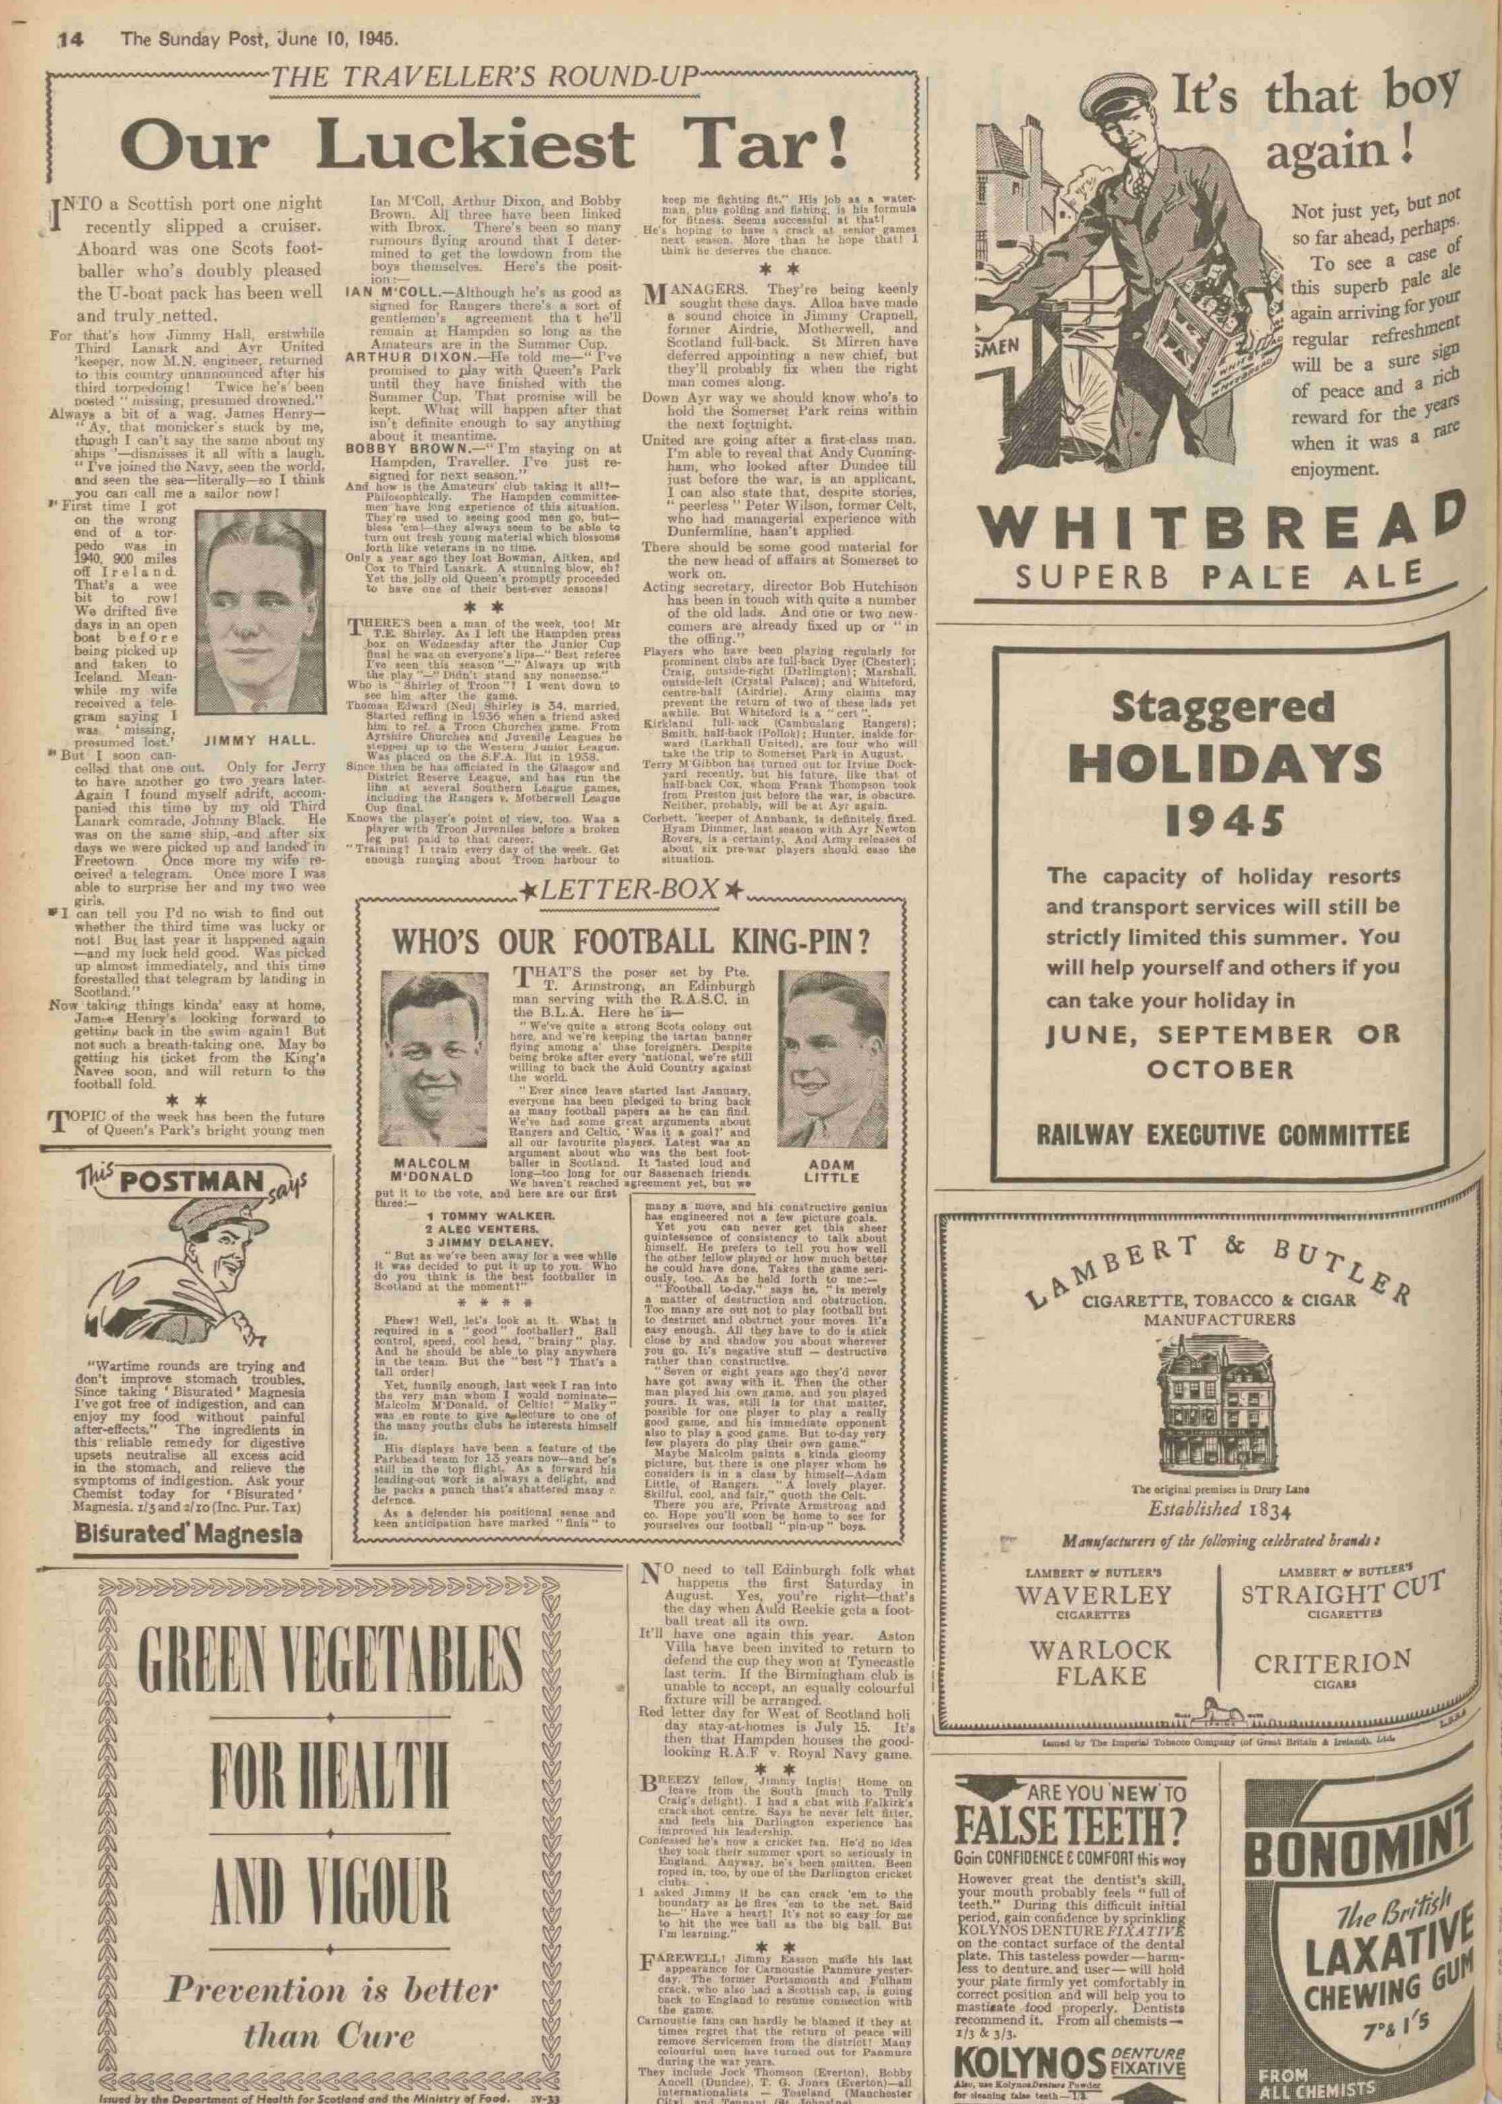 14 The Sunday Post, June 10, 1945.
THE TRAVELLER'S ROUND-UP
Our Luckiest Tar!
INTO a Scottish port one night
recently slipped a cruiser.
Aboard was one Scots foot-
baller who's doubly pleased
the U-boat pack has been well
and truly netted.
For that's how Jimmy Hall, erstwhile
Third Lanark and Ayr United
'keeper, now M.N. engineer, returned
to this country unannounced after his
third torpedoing! Twice he's been
posted "missing, presumed drowned."
Always a bit of a wag, James Henry—
"Ay, that monicker's stuck by me,
though I can't say the same about my
ships"—dismisses it all with a laugh.
"I've joined the Navy, seen the world,
and seen the sea—literally—so I think
you can call me a sailor now!
"First time I got
on the wrong
end of a tor-
pedo was in
1940, 900 miles
off Ireland.
That's a wee
bit to row!
We drifted five
days in an open
boat before
being picked up
and taken to
Iceland. Mean-
while my wife
received a tele-
gram saying I
was 'missing,
presumed lost.'
JIMMY HALL.
"But I soon can-
celled that one out. Only for Jerry
to have another go two years later.
Again I found myself adrift, accom-
panied this time by my old Third
Lanark comrade, Johnny Black. He
was on the same ship, and after six
days we were picked up and landed in
Freetown. Once more my wife re-
ceived a telegram. Once more I was
able to surprise her and my two wee
girls.
"I can tell you I'd no wish to find out
whether the third time was lucky or
not! But last year it happened again
—and my luck held good. Was picked
up almost immediately, and this time
forestalled that telegram by landing in
Scotland."
Now taking things kinda' easy at home,
James Henry's looking forward to
getting back in the swim again! But
not such a breath-taking one. May be
getting his ticket from the King's
Navee soon, and will return to the
football fold.
* *
TOPIC of the week has been the future
of Queen's Park's bright young men
Ian M'Coll, Arthur Dixon, and Bobby
Brown. All three have been linked
with Ibrox. There's been so many
rumours flying around that I deter-
mined to get the lowdown from the
boys themselves. Here's the posit-
ion:—
IAN M'COLL.—Although he's as good as
signed for Rangers there's a sort of
gentlemen's agreement that he'll
remain at Hampden so long as the
Amateurs are in the Summer Cup.
ARTHUR DIXON.—He told me—"I've
promised to play with Queen's Park
until they have finished with the
Summer Cup. That promise will be
kept. What will happen after that
isn't definite enough to say anything
about it meantime.
BOBBY BROWN.—"I'm staying on at
Hampden, Traveller. I've just re-
signed for next season."
And how is the Amateurs' club taking it all?—
Philosophically. The Hampden committee-
men have long experience of this situation.
They're used to seeing good men go, but—
bless 'em!—they always seem to be able to
turn out fresh young material which blossoms
forth like veterans in no time.
Only a year ago they lost Bowman, Aitken, and
Cox to Third Lanark. A stunning blow, eh?
Yet the jolly old Queen's promptly proceeded
to have one of their best-ever seasons!
* *
THERE'S been a man of the week, too! Mr
T.E. Shirley. As I left the Hampden press
box on Wednesday after the Junior Cup
final he was on everyone's lips—"Best referee
I've seen this season"—"Always up with
the play"—"Didn't stand any nonsense."
Who is "Shirley of Troon"? I went down to
see him after the game.
Thomas Edward (Ned) Shirley is 34, married.
Started reffing in 1936 when a friend asked
him to ref. a Troon Churches game. From
Ayrshire Churches and Juvenile Leagues he
stepped up to the Western Junior League.
Was placed on the S.F.A. list in 1938.
Since then he has officiated in the Glasgow and
District Reserve League, and has run the
line at several Southern League games,
including the Rangers v. Motherwell League
Cup final.
Knows the player's point of view, too. Was a
player with Troon Juveniles before a broken
leg put paid to that career.
"Training? I train every day of the week. Get
enough running about Troon harbour to
keep me fighting fit." His job as a water-
man, plus golfing and fishing, is his formula
for fitness. Seems successful at that!
He's hoping to have a crack at senior games
next season. More than he hope that! I
think he deserves the chance.
* *
MANAGERS. They're being keenly
sought these days. Alloa have made
a sound choice in Jimmy Crapnell,
former Airdrie, Motherwell, and
Scotland full-back. St Mirren have
deferred appointing a new chief, but
they'll probably fix when the right
man comes along.
Down Ayr way we should know who's to
hold the Somerset Park reins within
the next fortnight.
United are going after a first-class man.
I'm able to reveal that Andy Cunning-
ham, who looked after Dundee till
just before the war, is an applicant.
I can also state that, despite stories,
"peerless" Peter Wilson, former Celt,
who had managerial experience with
Dunfermline, hasn't applied.
There should be some good material for
the new head of affairs at Somerset to
work on.
Acting secretary, director Bob Hutchison
has been in touch with quite a number
of the old lads. And one or two new-
comers are already fixed up or "in
the offing."
Players who have been playing regularly for
prominent clubs are full-back Dyer (Chester);
Craig, outside-right (Darlington); Marshall,
outside-left (Crystal Palace); and Whiteford,
centre-half (Airdrie). Army claims may
prevent the return of two of these lads yet
awhile. But Whiteford is a "cert".
Kirkland full-back (Cambuslang Rangers);
Smith, half-back (Pollok); Hunter, inside for-
ward (Larkhall United), are four who will
take the trip to Somerset Park in August.
Terry M'Gibbon has turned out for Irvine Dock-
yard recently, but his future, like that of
half-back Cox, whom Frank Thompson took
from Preston just before the war, is obscure.
Neither, probably, will be at Ayr again.
Corbett, 'keeper of Annbank, is definitely fixed.
Hyam Dimmer, last season with Ayr Newton
Rovers, is a certainty. And Army releases of
about six pre-war players should ease the
situation.
★LETTER-BOX★
WHO'S OUR FOOTBALL KING-PIN?
MALCOLM
M'DONALD
ADAM
LITTLE
THAT'S the poser set by Pte.
T. Armstrong, an Edinburgh
man serving with the R.A.S.C. in
the B.L.A. Here he is—
"We've quite a strong Scots colony out
here, and we're keeping the tartan banner
flying among a' thae foreigners. Despite
being broke after every 'national, we're still
willing to back the Auld Country against
the world.
"Ever since leave started last January,
everyone has been pledged to bring back
as many football papers as he can find.
We've had some great arguments about
Rangers and Celtic, 'Was it a goal?' and
all our favourite players. Latest was an
argument about who was the best foot-
baller in Scotland. It lasted loud and
long—too long for our Sassenach friends.
We haven't reached agreement yet, but we
put it to the vote, and here are our first
three:—
1 TOMMY WALKER.
2 ALEC VENTERS.
3 JIMMY DELANEY.
"But as we've been away for a wee while
it was decided to put it up to you. Who
do you think is the best footballer in
Scotland at the moment?"
* * * *
Phew! Well, let's look at it. What is
required in a "good" footballer? Ball
control, speed, cool head, "brainy" play.
And he should be able to play anywhere
in the team. But the "best"? That's a
tall order!
Yet, funnily enough, last week I ran into
the very man whom I would nominate—
Malcolm M'Donald, of Celtic! "Malky"
was en route to give a lecture to one of
the many youths clubs he interests himself
in.
His displays have been a feature of the
Parkhead team for 13 years now—and he's
still in the top flight. As a forward his
leading-out work is always a delight, and
he packs a punch that's shattered many a
defence.
As a defender his positional sense and
keen anticipation have marked "finis" to
many a move, and his constructive genius
has engineered not a few picture goals.
Yet you can never get this sheer
quintessence of consistency to talk about
himself. He prefers to tell you how well
the other fellow played or how much better
he could have done. Takes the game seri-
ously, too. As he held forth to me:—
"Football to-day," says he, "is merely
a matter of destruction and obstruction.
Too many are out not to play football but
to destruct and obstruct your moves. It's
easy enough. All they have to do is stick
close by and shadow you about wherever
you go. It's negative stuff — destructive
rather than constructive.
"Seven or eight years ago they'd never
have got away with it. Then the other
man played his own game, and you played
yours. It was, still is for that matter,
possible for one player to play a really
good game, and his immediate opponent
also to play a good game. But to-day very
few players do play their own game."
Maybe Malcolm paints a kinda gloomy
picture, but there is one player whom he
considers is in a class by himself—Adam
Little, of Rangers. "A lovely player.
Skilful, cool, and fair," quoth the Celt.
There you are, Private Armstrong and
co. Hope you'll soon be home to see for
yourselves our football "pin-up" boys.
NO need to tell Edinburgh folk what
happens the first Saturday in
August. Yes, you're right—that's
the day when Auld Reekie gets a foot-
ball treat all its own.
It'll have one again this year. Aston
Villa have been invited to return to
defend the cup they won at Tynecastle
last term. If the Birmingham club is
unable to accept, an equally colourful
fixture will be arranged.
Red letter day for West of Scotland holi
day stay-at-homes is July 15. It's
then that Hampden houses the good-
looking R.A.F v. Royal Navy game.
* *
BREEZY fellow, Jimmy Inglis! Home on
leave from the South (much to Tully
Craig's delight). I had a chat with Falkirk's
crack-shot centre. Says he never felt fitter,
and feels his Darlington experience has
improved his leadership.
Confessed he's now a cricket fan. He'd no idea
they took their summer sport so seriously in
England. Anyway, he's been smitten. Been
roped in, too, by one of the Darlington cricket
clubs.
I asked Jimmy if he can crack 'em to the
boundary as he fires 'em to the net. Said
he—"Have a heart! It's not so easy for me
to hit the wee ball as the big ball. But
I'm learning."
* *
FAREWELL! Jimmy Easson made his last
appearance for Carnoustie Panmure yester-
day. The former Portsmouth and Fulham
crack, who also had a Scottish cap, is going
back to England to resume connection with
the game.
Carnoustie fans can hardly be blamed if they at
times regret that the return of peace will
remove Servicemen from the district! Many
colourful men have turned out for Panmure
during the war years.
They include Jock Thomson (Everton), Bobby
Ancell (Dundee), T. G. Jones (Everton)—all
internationalists — Toseland (Manchester
City), and Tennant (St. Johnstone)
This POSTMAN says
"Wartime rounds are trying and
don't improve stomach troubles.
Since taking 'Bisurated' Magnesia
I've got free of indigestion, and can
enjoy my food without painful
after-effects." The ingredients in
this reliable remedy for digestive
upsets neutralise all excess acid
in the stomach, and relieve the
symptoms of indigestion. Ask your
Chemist today for 'Bisurated'
Magnesia. 1/5 and 2/10 (Inc. Pur. Tax)
Bisurated Magnesia
GREEN VEGETABLES
FOR HEALTH
AND VIGOUR
Prevention is better
than Cure
Issued by the Department of Health for Scotland and the Ministry of Food. SV-33
It's that boy
again!
Not just yet, but not
so far ahead, perhaps.
To see a case of
this superb pale ale
again arriving for your
regular refreshment
will be a sure sign
of peace and a rich
reward for the years
when it was a rare
enjoyment.
SMEN
WHITBREAD
SUPERB PALE ALE
Staggered
HOLIDAYS
1945
The capacity of holiday resorts
and transport services will still be
strictly limited this summer. You
will help yourself and others if you
can take your holiday in
JUNE, SEPTEMBER OR
OCTOBER
RAILWAY EXECUTIVE COMMITTEE
LAMBERT & BUTLER
CIGARETTE, TOBACCO & CIGAR
MANUFACTURERS
The original premises in Drury Lane
Established 1834
Manufacturers of the following celebrated brands:
LAMBERT & BUTLER'S
WAVERLEY
CIGARETTES
WARLOCK
FLAKE
LAMBERT & BUTLER'S
STRAIGHT CUT
CIGARETTES
CRITERION
CIGARS
Issued by The Imperial Tobacco Company (of Great Britain & Ireland), Ltd.
ARE YOU 'NEW' TO
FALSE TEETH?
Gain CONFIDENCE & COMFORT this way
However great the dentist's skill,
your mouth probably feels "full of
teeth." During this difficult initial
period, gain confidence by sprinkling
KOLYNOS DENTURE FIXATIVE
on the contact surface of the dental
plate. This tasteless powder—harm-
less to denture and user—will hold
your plate firmly yet comfortably in
correct position and will help you to
masticate food properly. Dentists
recommend it. From all chemists—
1/3 & 3/3.
KOLYNOS DENTURE FIXATIVE
Also, use Kolynos Denture Powder
for cleaning false teeth—1/3.
BONOMINT
The British
LAXATIVE
CHEWING GUM
7D & 1'5
FROM
ALL CHEMISTS